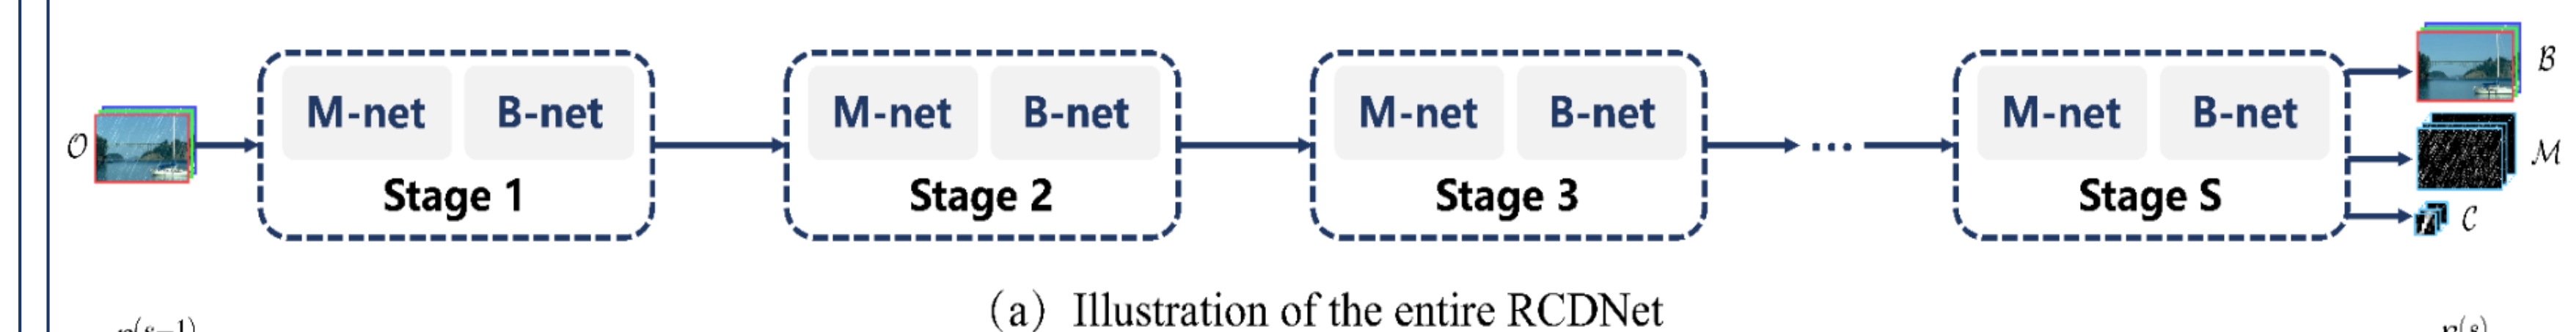 𝒪 M-net B-net M-net B-net M-net B-net ... M-net B-net ℬ
Stage 1 Stage 2 Stage 3 Stage S ℳ
𝒞
(a) Illustration of the entire RCDNet